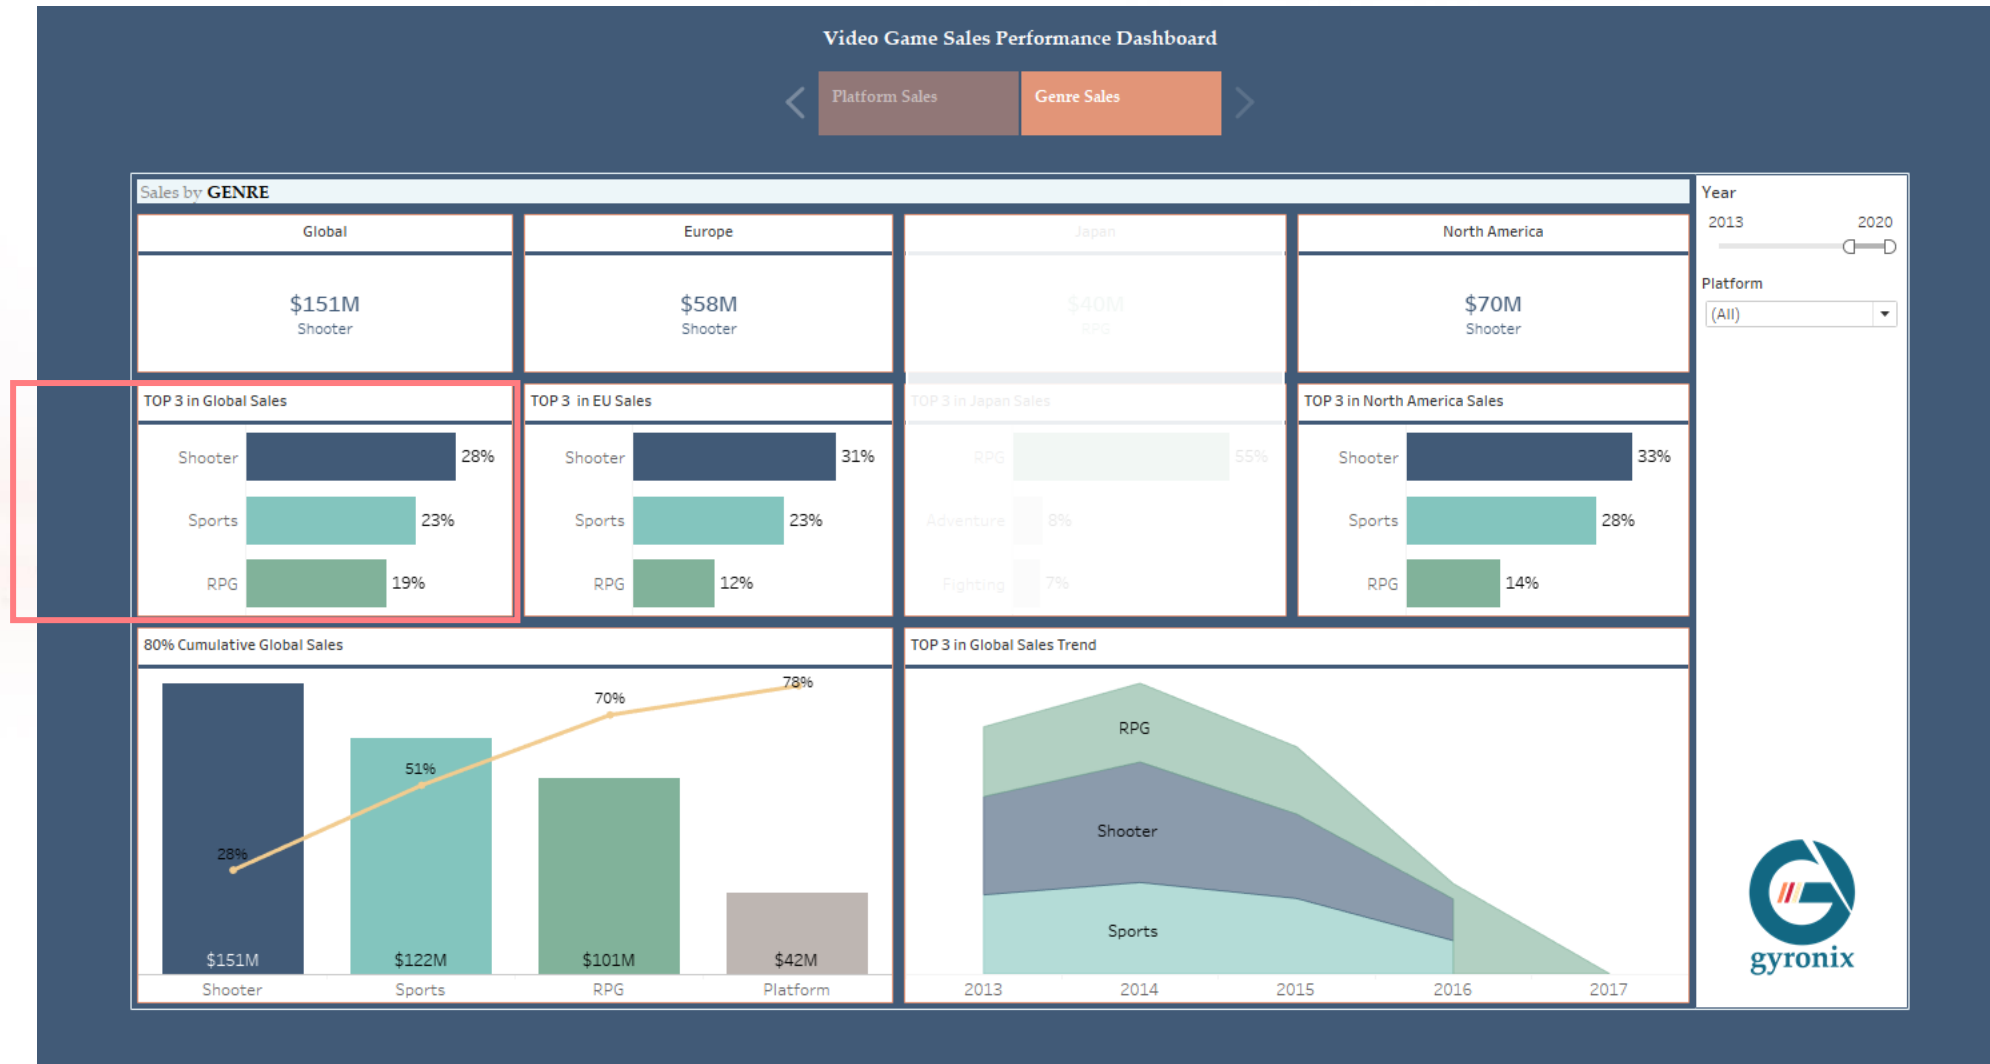 Video Game Sales Performance Dashboard
Platform Sales
Genre Sales
Sales by GENRE
Global
Europe
Japan
North America
$151M
Shooter
$58M
Shooter
$40M
RPG
$70M
Shooter
Year
2013 2020
Platform
(All)
TOP 3 in Global Sales
Shooter 28%
Sports 23%
RPG 19%
TOP 3 in EU Sales
Shooter 31%
Sports 23%
RPG 12%
TOP 3 in Japan Sales
RPG 55%
Adventure 8%
Fighting 7%
TOP 3 in North America Sales
Shooter 33%
Sports 28%
RPG 14%
80% Cumulative Global Sales
28%
51%
70%
78%
$151M
$122M
$101M
$42M
Shooter
Sports
RPG
Platform
TOP 3 in Global Sales Trend
RPG
Shooter
Sports
2013
2014
2015
2016
2017
gyronix